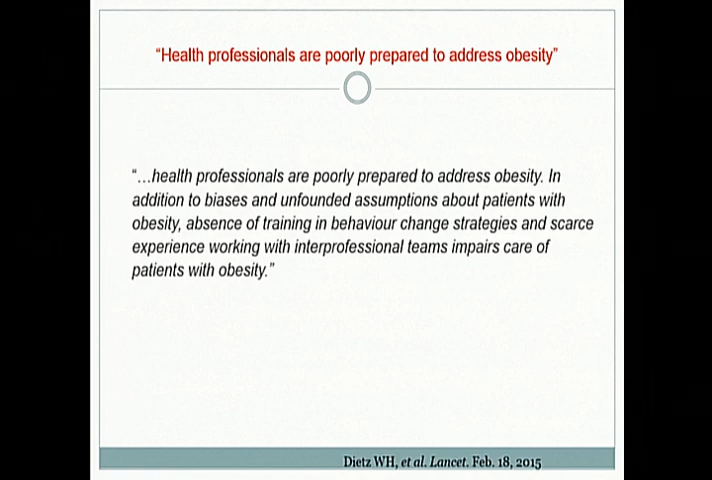 “Health professionals are poorly prepared to address obesity”
“…health professionals are poorly prepared to address obesity. In
addition to biases and unfounded assumptions about patients with
obesity, absence of training in behaviour change strategies and scarce
experience working with interprofessional teams impairs care of
patients with obesity.”
Dietz WH, et al. Lancet. Feb. 18, 2015